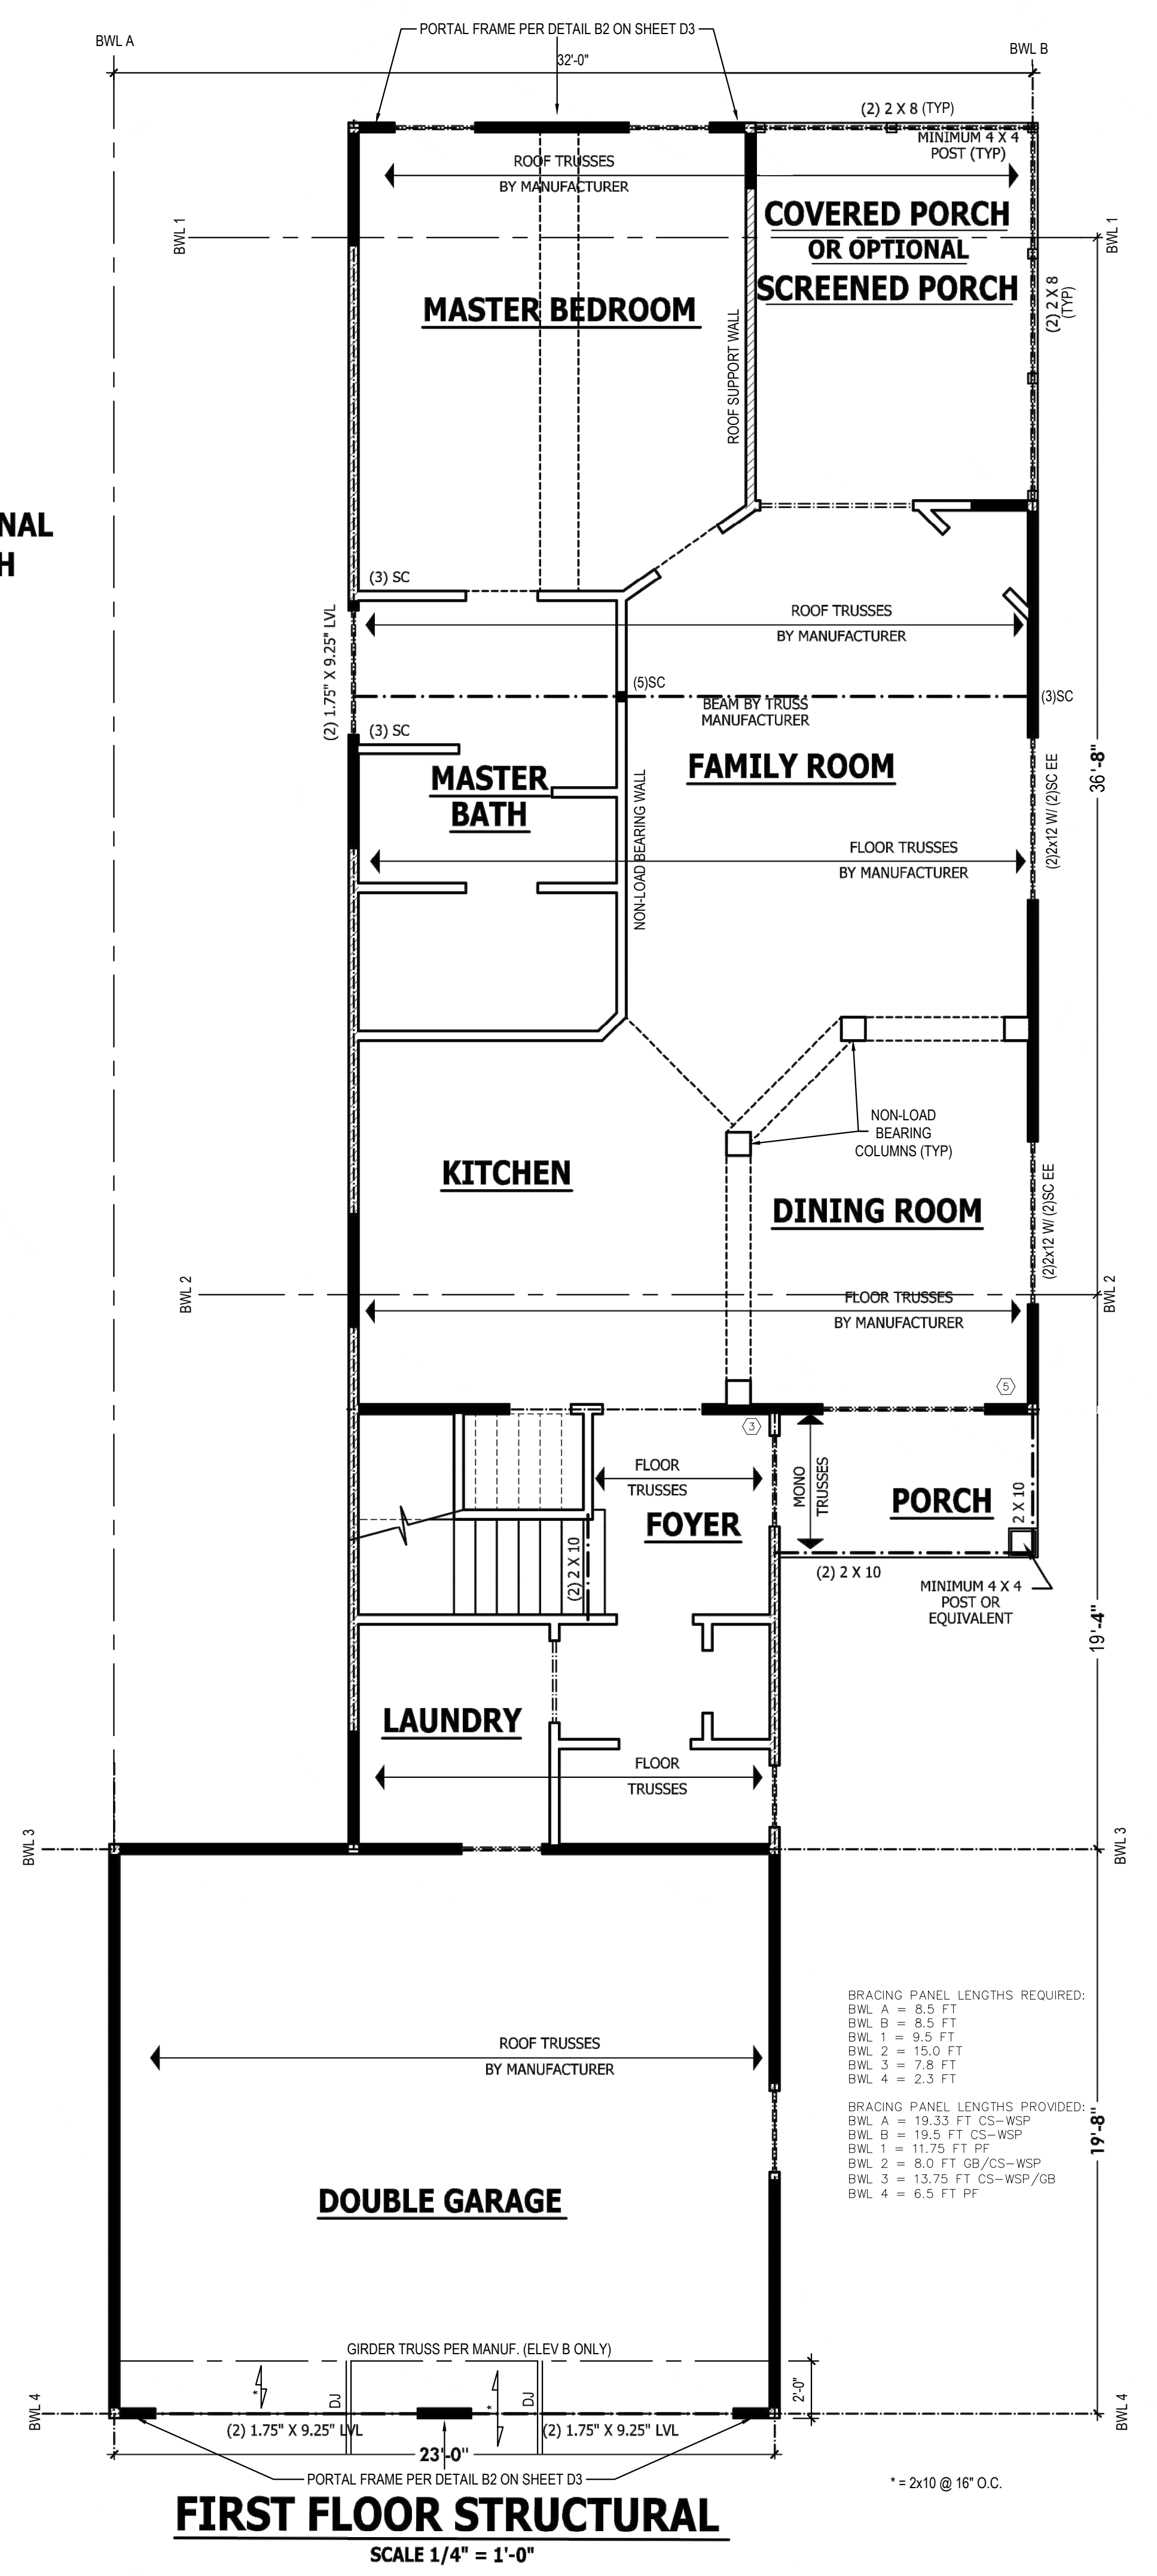 PORTAL FRAME PER DETAIL B2 ON SHEET D3
BWL A
BWL B
32'-0"
(2) 2 X 8 (TYP)
MINIMUM 4 X 4
POST (TYP)
ROOF TRUSSES
BY MANUFACTURER
COVERED PORCH
OR OPTIONAL
SCREENED PORCH
BWL 1
BWL 1
MASTER BEDROOM
(2) 2 X 8
(TYP)
ROOF SUPPORT WALL
NAL
H
(3) SC
ROOF TRUSSES
BY MANUFACTURER
(2) 1.75" X 9.25" LVL
(5)SC
(3)SC
BEAM BY TRUSS
MANUFACTURER
(3) SC
36'-8"
FAMILY ROOM
MASTER
BATH
NON-LOAD BEARING WALL
(2)2x12 W/ (2)SC EE
FLOOR TRUSSES
BY MANUFACTURER
NON-LOAD
BEARING
COLUMNS (TYP)
KITCHEN
DINING ROOM
(2)2x12 W/ (2)SC EE
BWL 2
BWL 2
FLOOR TRUSSES
BY MANUFACTURER
5
3
FLOOR
TRUSSES
MONO
TRUSSES
PORCH
2 X 10
FOYER
(2) 2 X 10
(2) 2 X 10
MINIMUM 4 X 4
POST OR
EQUIVALENT
19'-4"
LAUNDRY
FLOOR
TRUSSES
BWL 3
BWL 3
BRACING PANEL LENGTHS REQUIRED:
BWL A = 8.5 FT
BWL B = 8.5 FT
BWL 1 = 9.5 FT
BWL 2 = 15.0 FT
BWL 3 = 7.8 FT
BWL 4 = 2.3 FT
ROOF TRUSSES
BY MANUFACTURER
BRACING PANEL LENGTHS PROVIDED:
BWL A = 19.33 FT CS-WSP
BWL B = 19.5 FT CS-WSP
BWL 1 = 11.75 FT PF
BWL 2 = 8.0 FT GB/CS-WSP
BWL 3 = 13.75 FT CS-WSP/GB
BWL 4 = 6.5 FT PF
19'-8"
DOUBLE GARAGE
GIRDER TRUSS PER MANUF. (ELEV B ONLY)
*
DJ
*
DJ
2'-0"
BWL 4
BWL 4
(2) 1.75" X 9.25" LVL
(2) 1.75" X 9.25" LVL
23'-0"
PORTAL FRAME PER DETAIL B2 ON SHEET D3
* = 2x10 @ 16" O.C.
FIRST FLOOR STRUCTURAL
SCALE 1/4" = 1'-0"